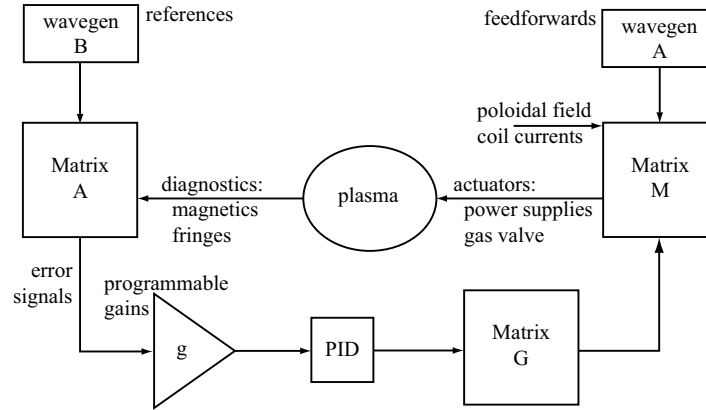 wavegen
B
references
feedforwards
wavegen
A
poloidal field
coil currents
Matrix
A
diagnostics:
magnetics
fringes
plasma
actuators:
power supplies
gas valve
Matrix
M
error
signals
programmable
gains
g
PID
Matrix
G